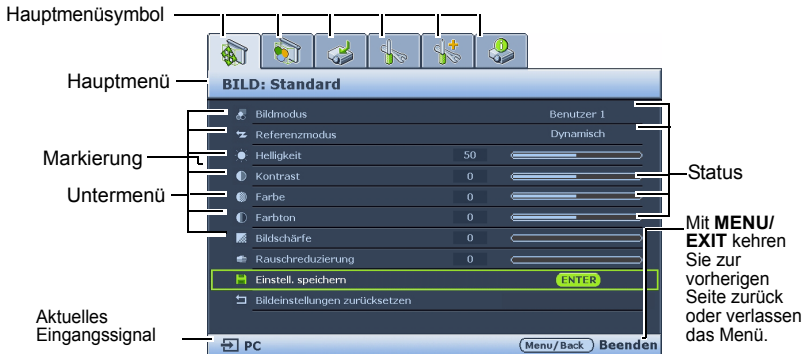 Hauptmenüsymbol
Hauptmenü
BILD: Standard
Bildmodus Benutzer 1
Referenzmodus Dynamisch
Markierung
Helligkeit 50
Kontrast 0
Status
Untermenü
Farbe 0
Farbton 0
Bildschärfe 0
Rauschreduzierung 0
Einstell. speichern ENTER
Bildeinstellungen zurücksetzen
Mit MENU/
EXIT kehren
Sie zur
vorherigen
Seite zurück
oder verlassen
das Menü.
Aktuelles
Eingangssignal
PC
Menu/Back Beenden